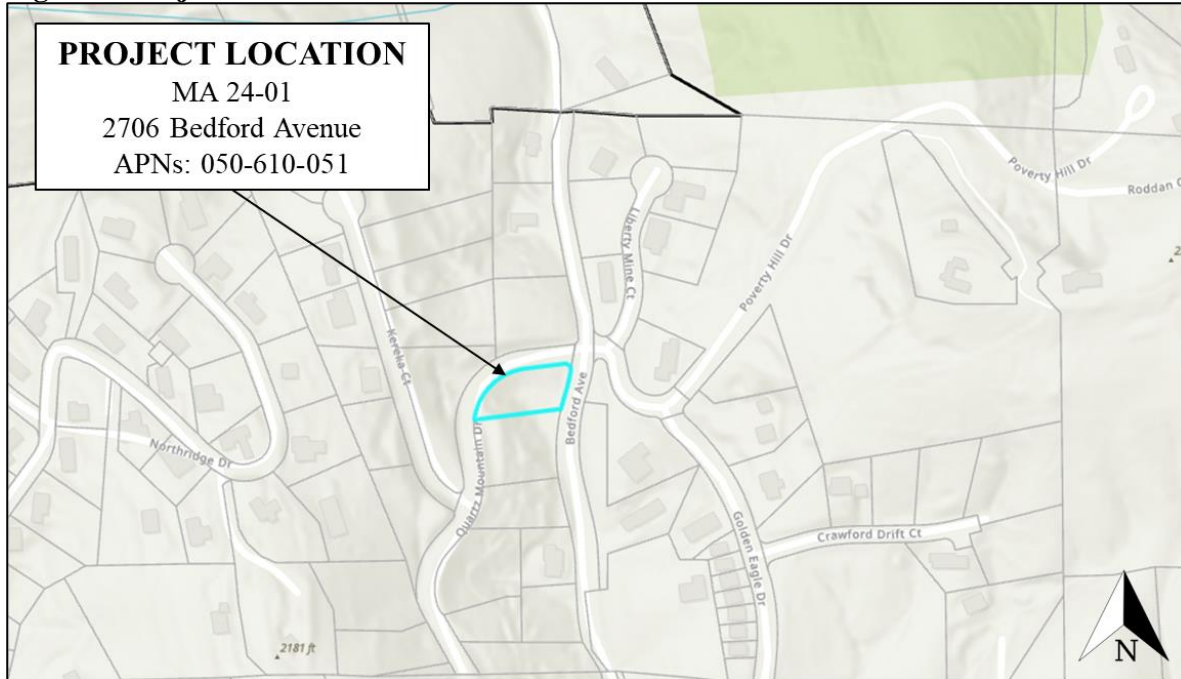 PROJECT LOCATION
MA 24-01
2706 Bedford Avenue
APNs: 050-610-051
Poverty Hill Dr
Roddan
Liberty Mine Ct
Poverty Hill Dr
Kereka Ct
Bedford Ave
Northridge Dr
Quartz Mountain Dr
Golden Eagle Dr
Crawford Drift Ct
2181 ft
N